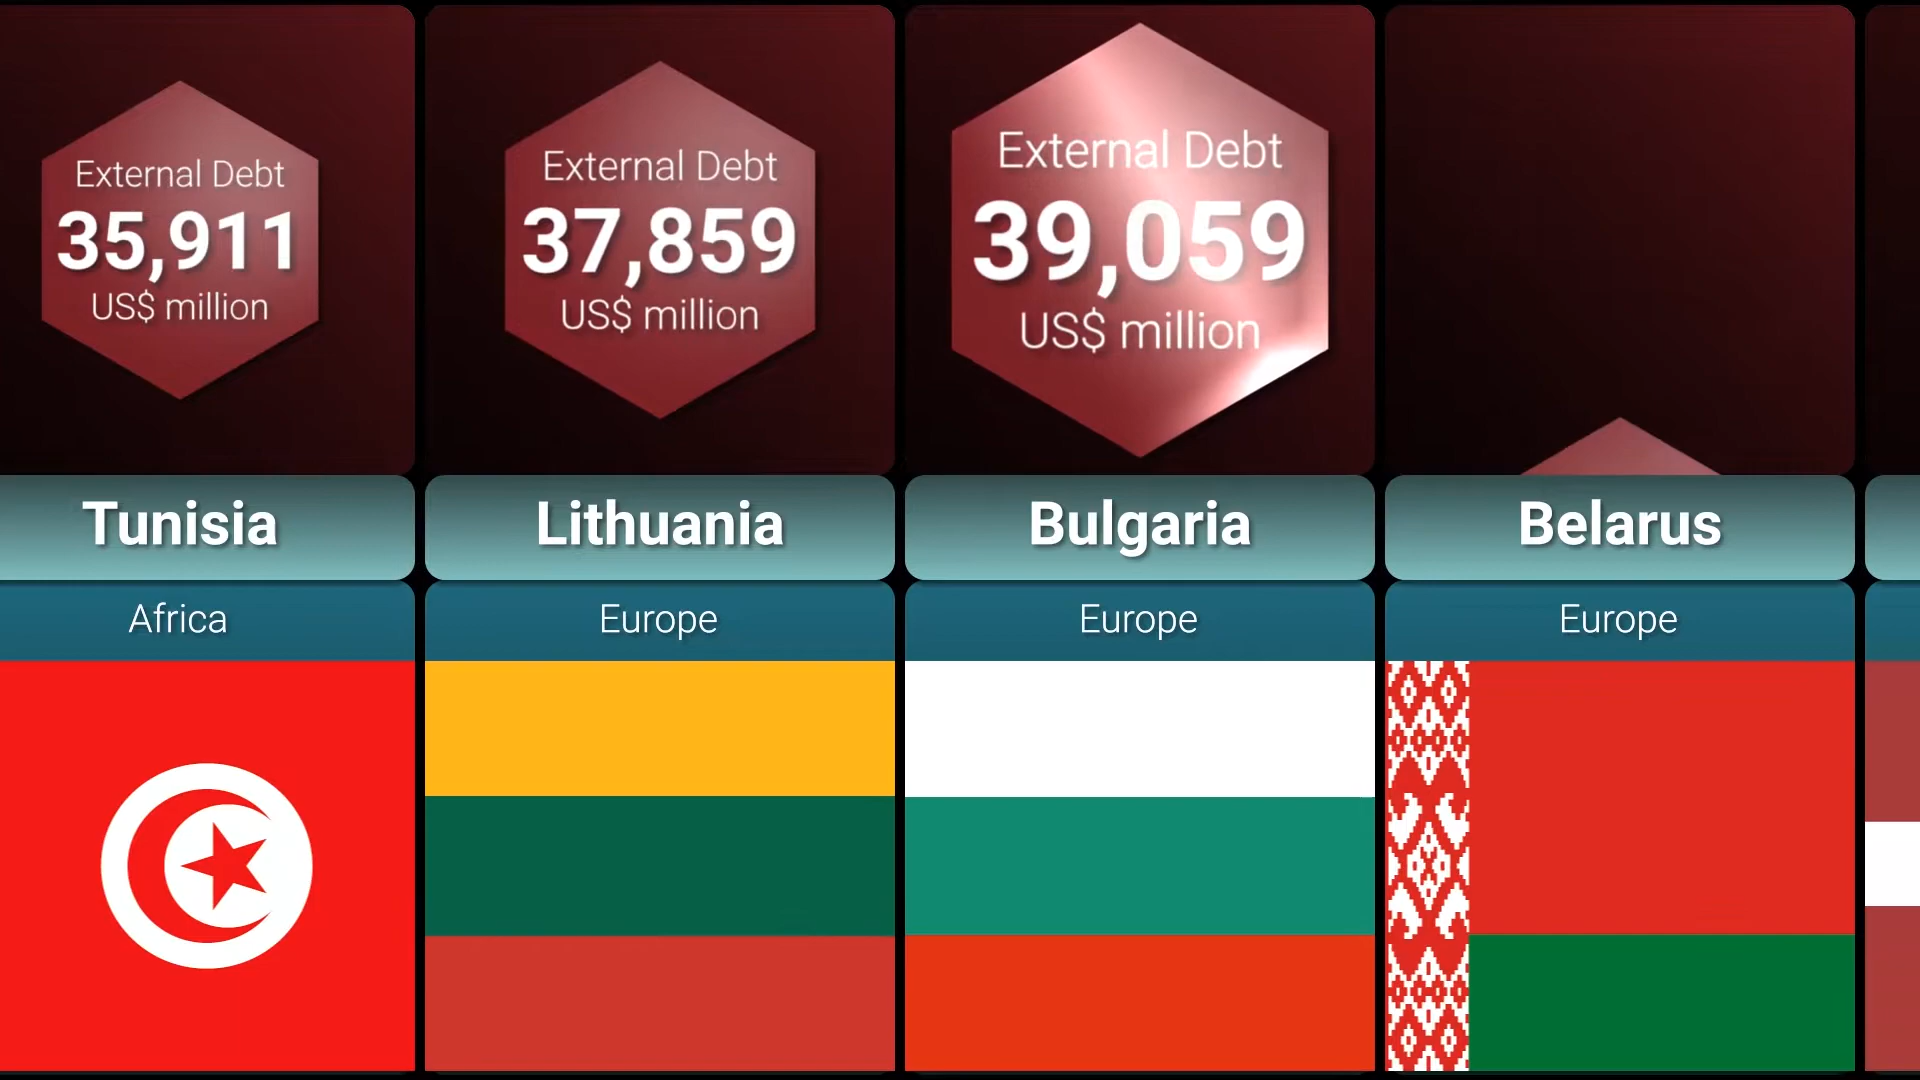 External Debt
35,911
US$ million
Tunisia
Africa
External Debt
37,859
US$ million
Lithuania
Europe
External Debt
39,059
US$ million
Bulgaria
Europe
Belarus
Europe